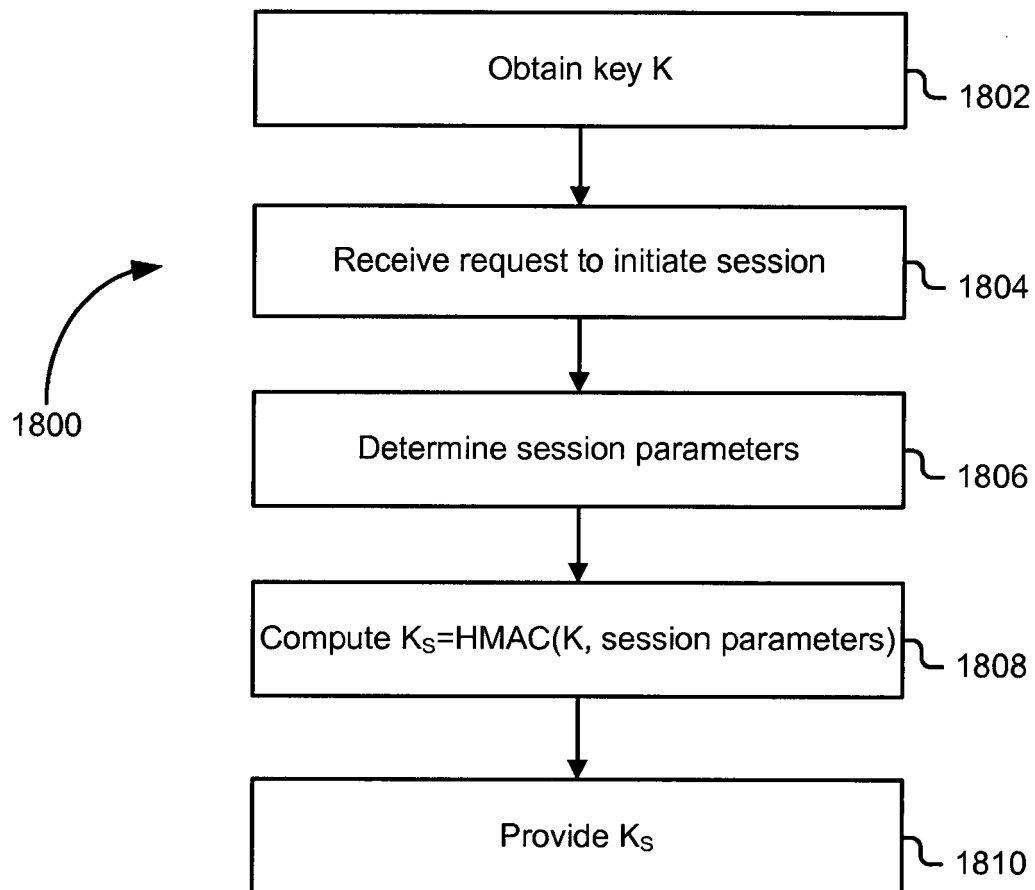 Obtain key K
1802
Receive request to initiate session
1804
1800
Determine session parameters
1806
Compute KS=HMAC(K, session parameters)
1808
Provide KS
1810